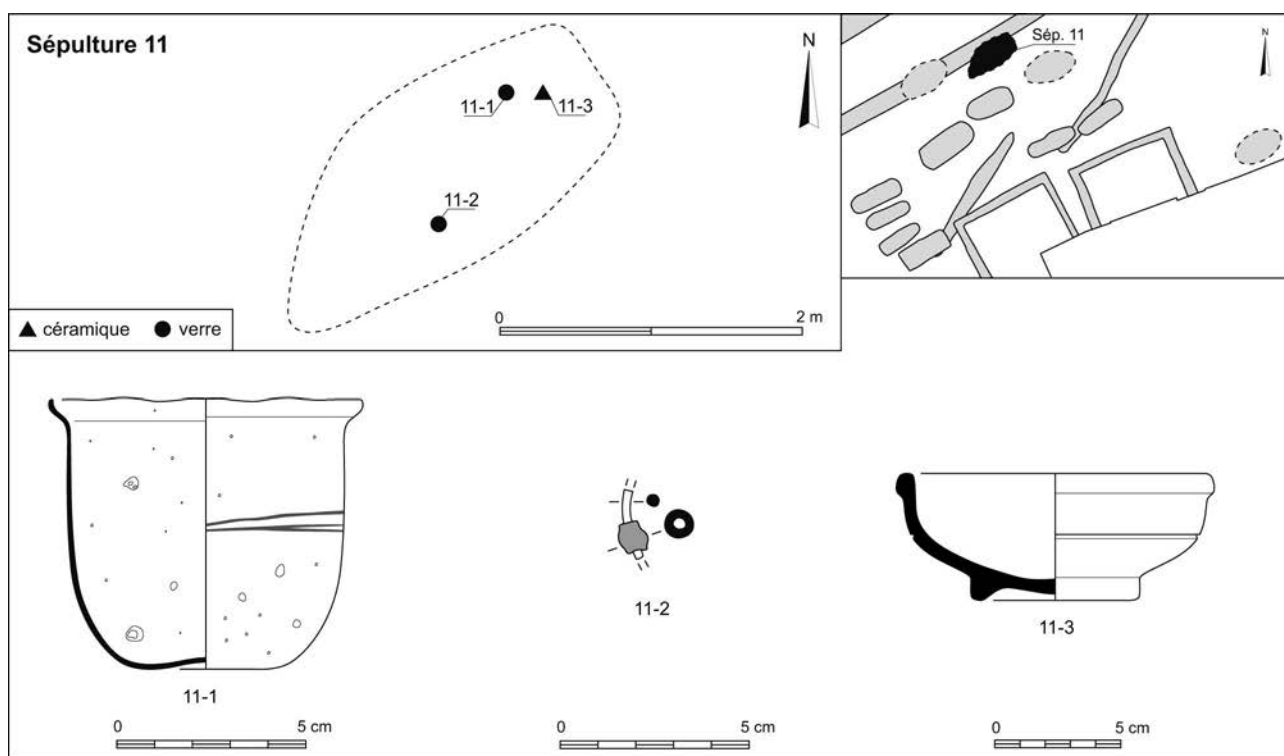 Sépulture 11
N
11-1
11-3
11-2
0 2 m
céramique verre
Sép. 11
N
11-1
0 5 cm
11-2
0 5 cm
11-3
0 5 cm